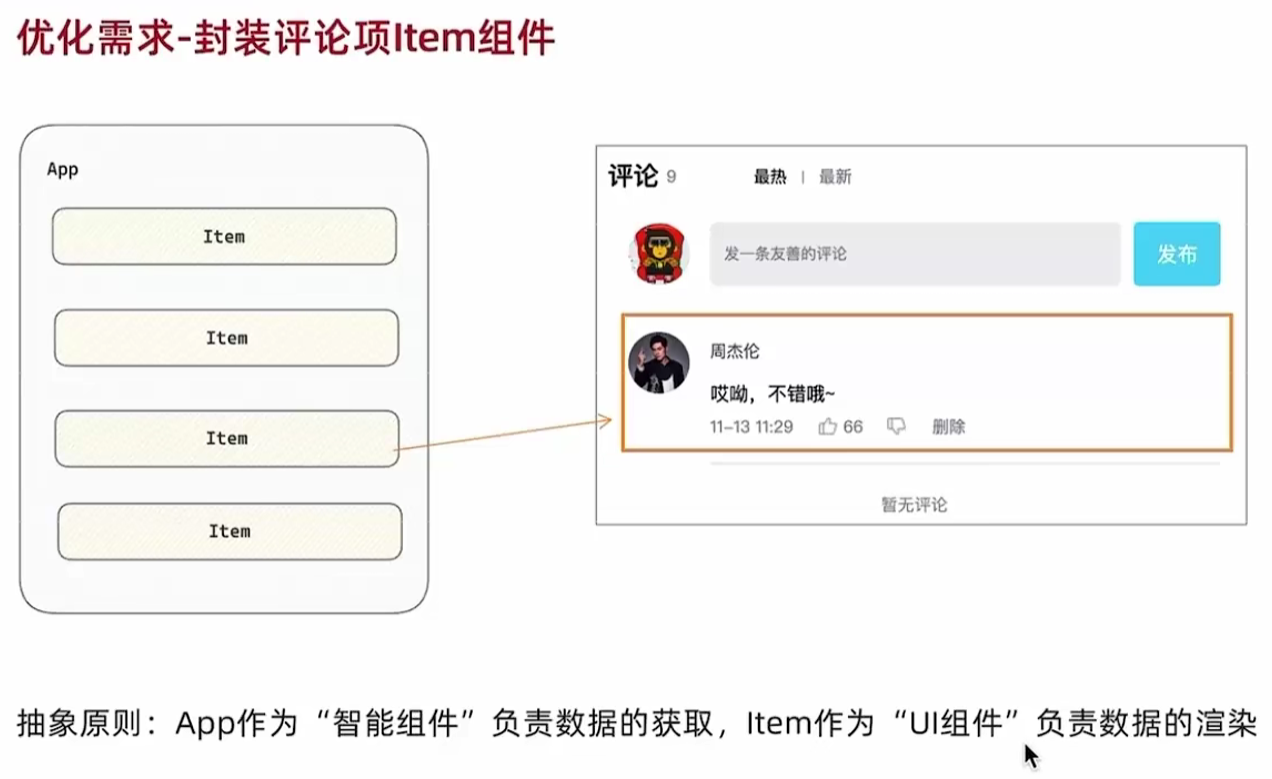 优化需求-封装评论项Item组件
App
Item
Item
Item
Item
评论 9 最热 | 最新
发一条友善的评论
发布
周杰伦
哎呦，不错哦~
11-13 11:29 66 删除
暂无评论
抽象原则：App作为“智能组件”负责数据的获取，Item作为“UI组件”负责数据的渲染